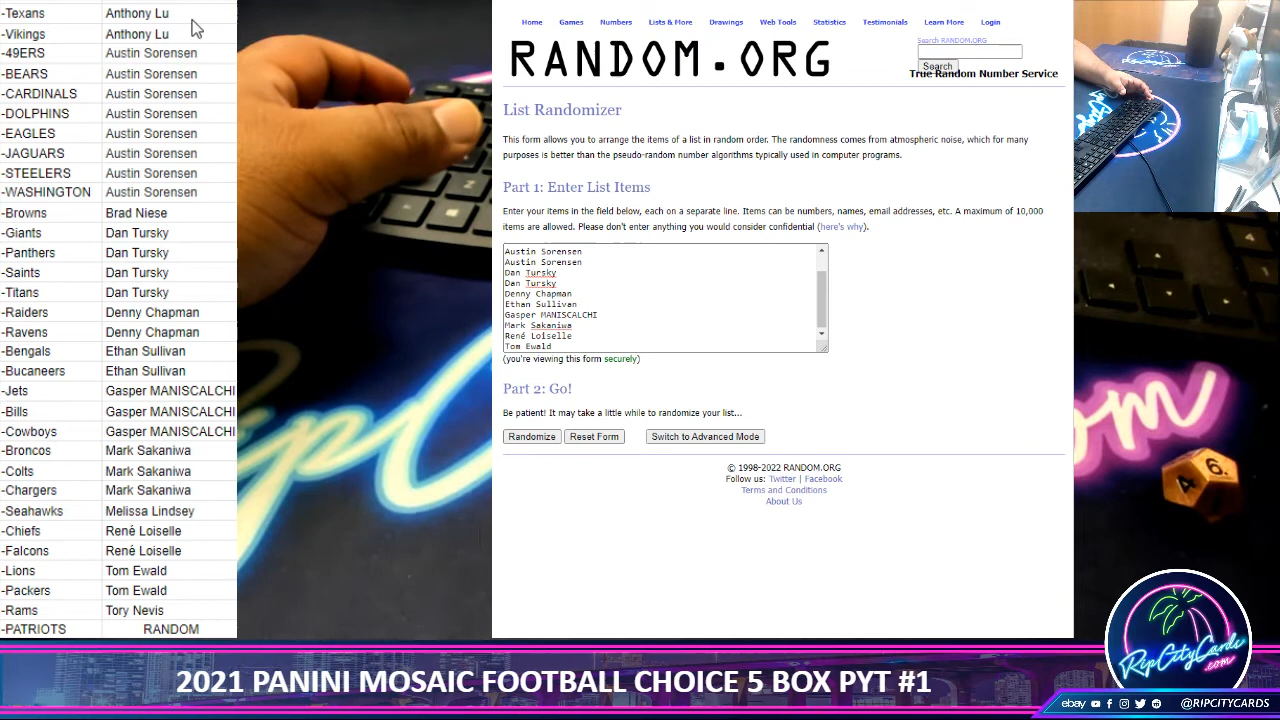 -Texans Anthony Lu
-Vikings Anthony Lu
-49ERS Austin Sorensen
-BEARS Austin Sorensen
-CARDINALS Austin Sorensen
-DOLPHINS Austin Sorensen
-EAGLES Austin Sorensen
-JAGUARS Austin Sorensen
-STEELERS Austin Sorensen
-WASHINGTON Austin Sorensen
-Browns Brad Niese
-Giants Dan Tursky
-Panthers Dan Tursky
-Saints Dan Tursky
-Titans Dan Tursky
-Raiders Denny Chapman
-Ravens Denny Chapman
-Bengals Ethan Sullivan
-Bucaneers Ethan Sullivan
-Jets Gasper MANISCALCHI
-Bills Gasper MANISCALCHI
-Cowboys Gasper MANISCALCHI
-Broncos Mark Sakaniwa
-Colts Mark Sakaniwa
-Chargers Mark Sakaniwa
-Seahawks Melissa Lindsey
-Chiefs René Loiselle
-Falcons René Loiselle
-Lions Tom Ewald
-Packers Tom Ewald
-Rams Tory Nevis
-PATRIOTS RANDOM
Home Games Numbers Lists & More Drawings Web Tools Statistics Testimonials Learn More Login
RANDOM.ORG
Search RANDOM.ORG
Search
True Random Number Service
List Randomizer
This form allows you to arrange the items of a list in random order. The randomness comes from atmospheric noise, which for many
purposes is better than the pseudo-random number algorithms typically used in computer programs.
Part 1: Enter List Items
Enter your items in the field below, each on a separate line. Items can be numbers, names, email addresses, etc. A maximum of 10,000
items are allowed. Please don't enter anything you would consider confidential (here's why).
Austin Sorensen
Austin Sorensen
Dan Tursky
Dan Tursky
Denny Chapman
Ethan Sullivan
Gasper MANISCALCHI
Mark Sakaniwa
René Loiselle
Tom Ewald
(you're viewing this form securely)
Part 2: Go!
Be patient! It may take a little while to randomize your list...
Randomize Reset Form Switch to Advanced Mode
© 1998-2022 RANDOM.ORG
Follow us: Twitter | Facebook
Terms and Conditions
About Us
2021 PANINI MOSAIC FOOTBALL CHOICE 5 BOX PYT #1
RipCityCards
.com
ebay @RIPCITYCARDS